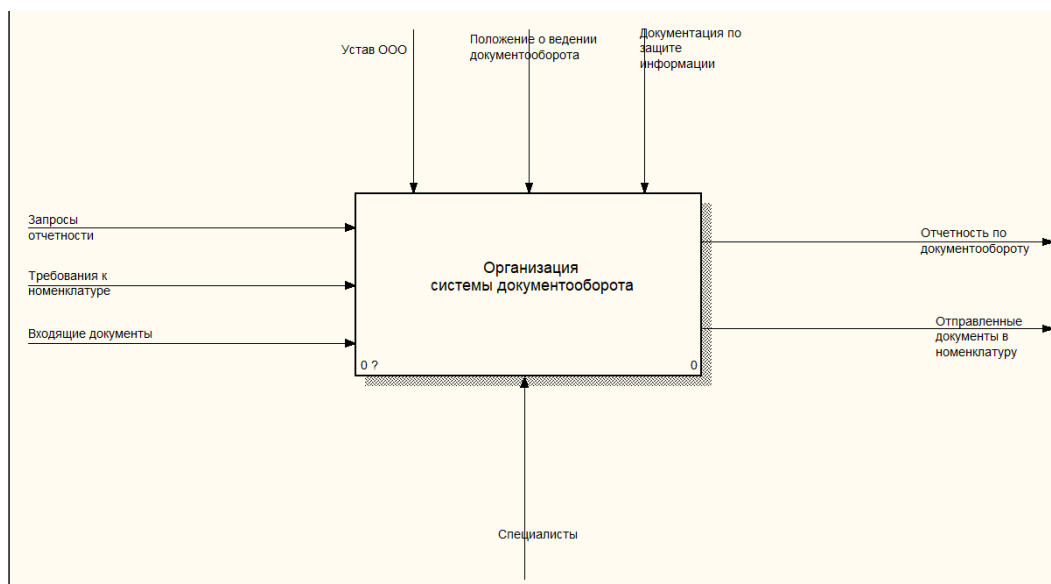 Устав ООО
Положение о ведении
документооборота
Документация по
защите
информации
Запросы
отчетности
Требования к
номенклатуре
Входящие документы
Организация
системы документооборота
0 ?
0
Отчетность по
документообороту
Отправленные
документы в
номенклатуру
Специалисты